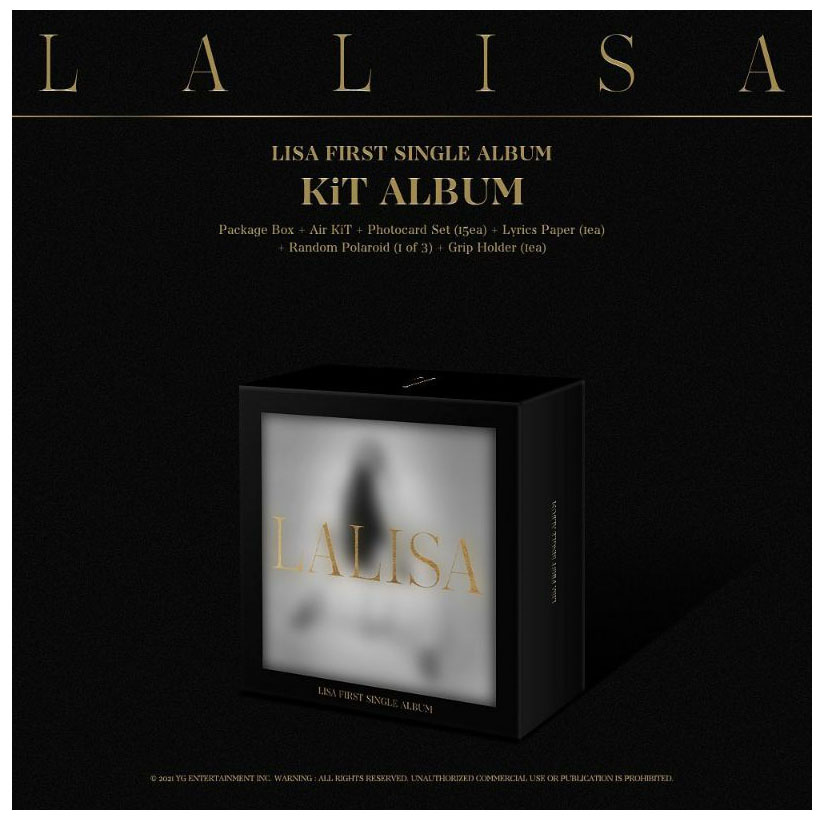 L A L I S A
LISA FIRST SINGLE ALBUM
KiT ALBUM
Package Box + Air KiT + Photocard Set (15ea) + Lyrics Paper (1ea)
+ Random Polaroid (1 of 3) + Grip Holder (1ea)
LALISA
LISA FIRST SINGLE ALBUM
© 2021 YG ENTERTAINMENT INC. WARNING : ALL RIGHTS RESERVED. UNAUTHORIZED COMMERCIAL USE OR PUBLICATION IS PROHIBITED.